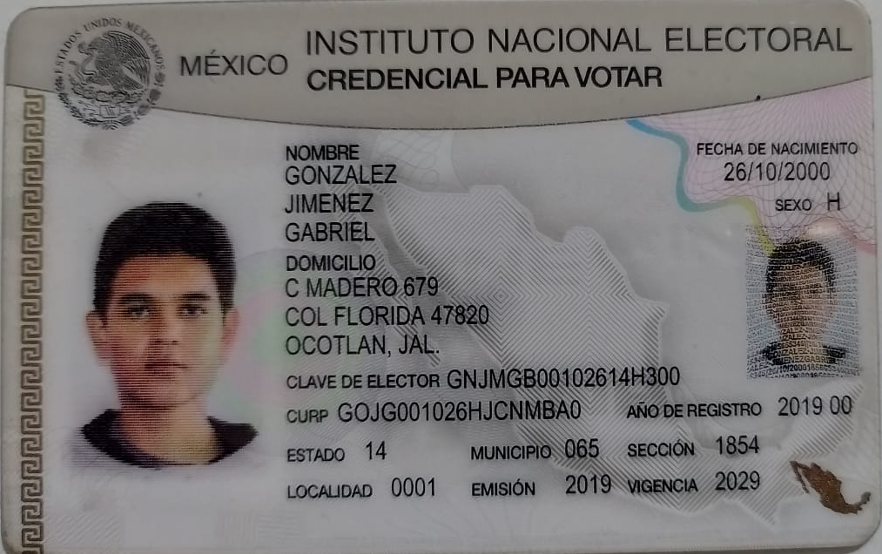 ESTADOS UNIDOS MEXICANOS
MÉXICO
INSTITUTO NACIONAL ELECTORAL
CREDENCIAL PARA VOTAR
NOMBRE
GONZALEZ
JIMENEZ
GABRIEL
FECHA DE NACIMIENTO
26/10/2000
SEXO H
DOMICILIO
C MADERO 679
COL FLORIDA 47820
OCOTLAN, JAL.
CLAVE DE ELECTOR GNJMGB00102614H300
CURP GOJG001026HJCNMBA0 AÑO DE REGISTRO 2019 00
ESTADO 14 MUNICIPIO 065 SECCIÓN 1854
LOCALIDAD 0001 EMISIÓN 2019 VIGENCIA 2029